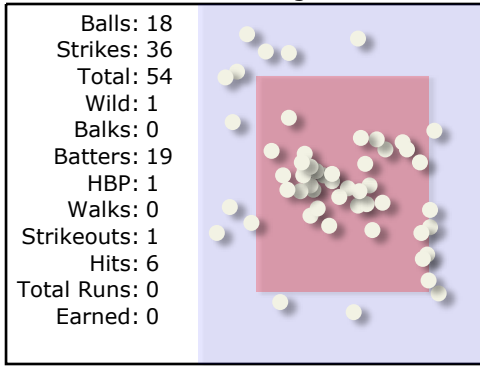 Balls: 18
Strikes: 36
Total: 54
Wild: 1
Balks: 0
Batters: 19
HBP: 1
Walks: 0
Strikeouts: 1
Hits: 6
Total Runs: 0
Earned: 0